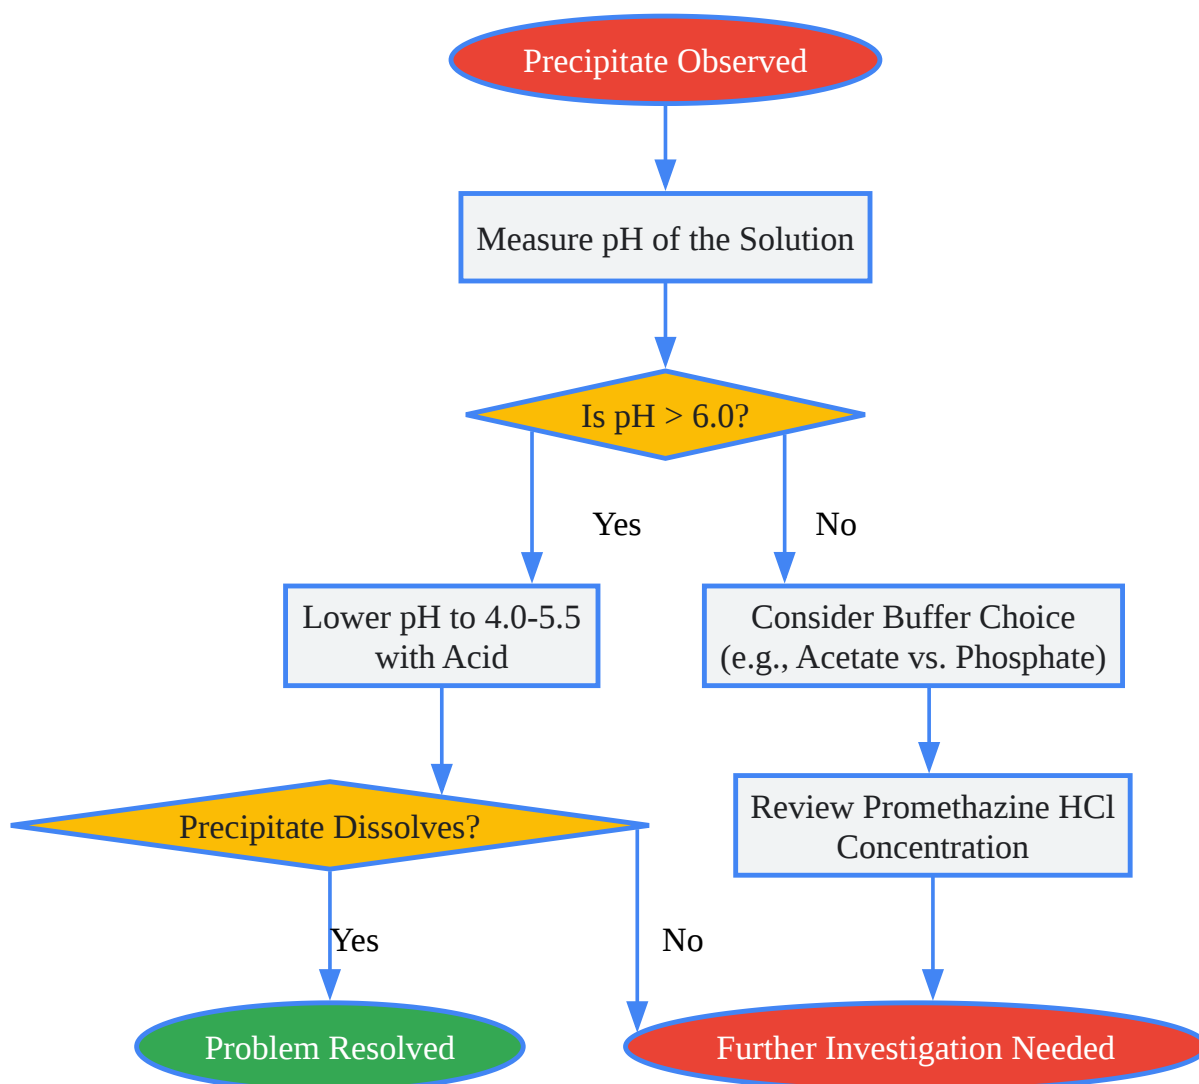 Precipitate Observed
Measure pH of the Solution
Is pH > 6.0?
Yes
No
Lower pH to 4.0-5.5
with Acid
Consider Buffer Choice
(e.g., Acetate vs. Phosphate)
Precipitate Dissolves?
Review Promethazine HCl
Concentration
Yes
No
Problem Resolved
Further Investigation Needed